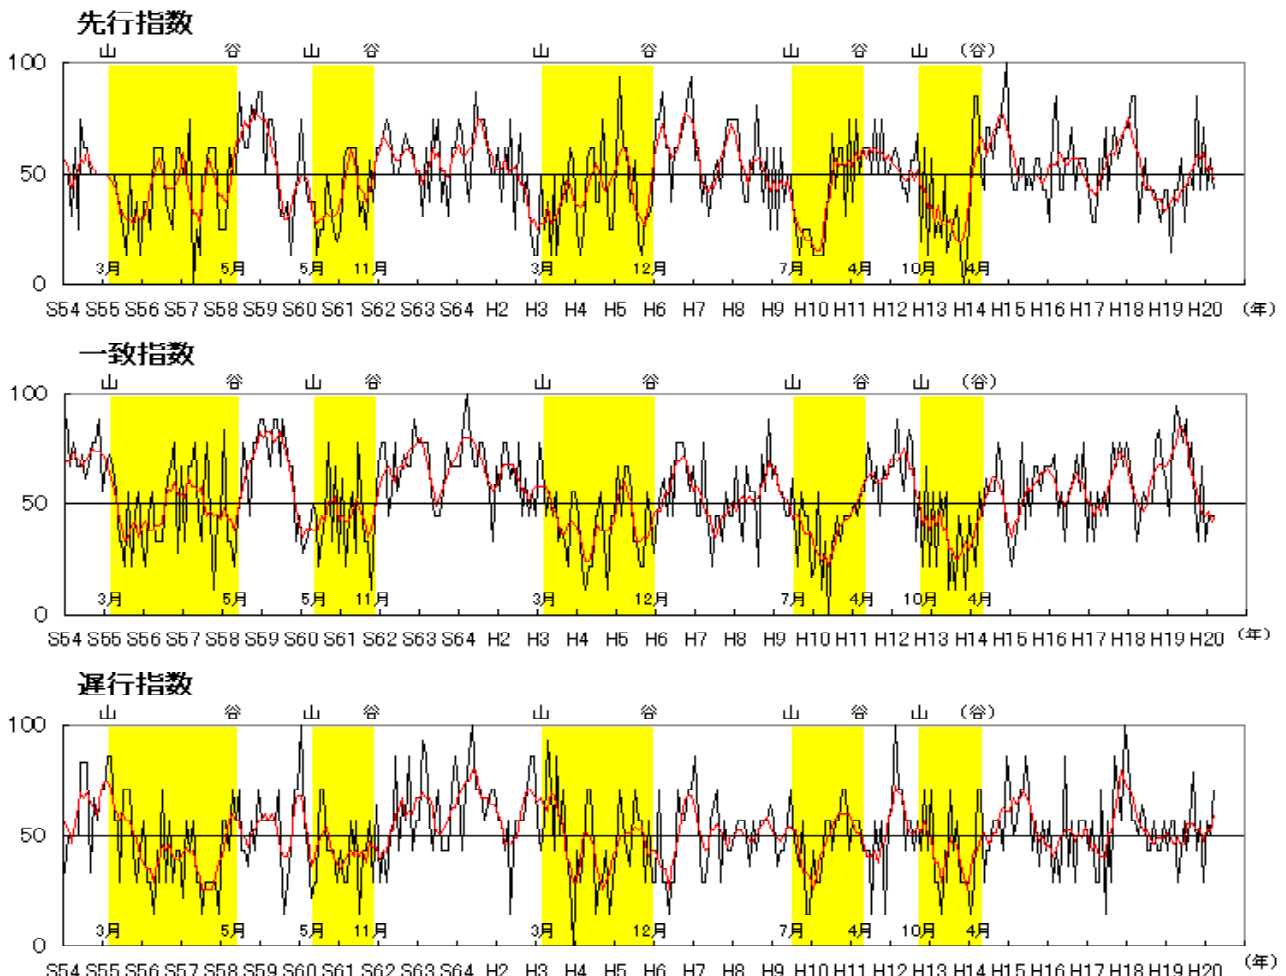 先行指数
山 谷 山 谷 山 谷 山 谷 山 (谷)
100
50
3月 5月 5月 11月 3月 12月 7月 4月 10月 4月
0
S54 S55 S56 S57 S58 S59 S60 S61 S62 S63 S64 H2 H3 H4 H5 H6 H7 H8 H9 H10 H11 H12 H13 H14 H15 H16 H17 H18 H19 H20 (年)
一致指数
山 谷 山 谷 山 谷 山 谷 山 (谷)
100
50
3月 5月 5月 11月 3月 12月 7月 4月 10月 4月
0
S54 S55 S56 S57 S58 S59 S60 S61 S62 S63 S64 H2 H3 H4 H5 H6 H7 H8 H9 H10 H11 H12 H13 H14 H15 H16 H17 H18 H19 H20 (年)
遅行指数
山 谷 山 谷 山 谷 山 谷 山 (谷)
100
50
3月 5月 5月 11月 3月 12月 7月 4月 10月 4月
0
S54 S55 S56 S57 S58 S59 S60 S61 S62 S63 S64 H2 H3 H4 H5 H6 H7 H8 H9 H10 H11 H12 H13 H14 H15 H16 H17 H18 H19 H20 (年)